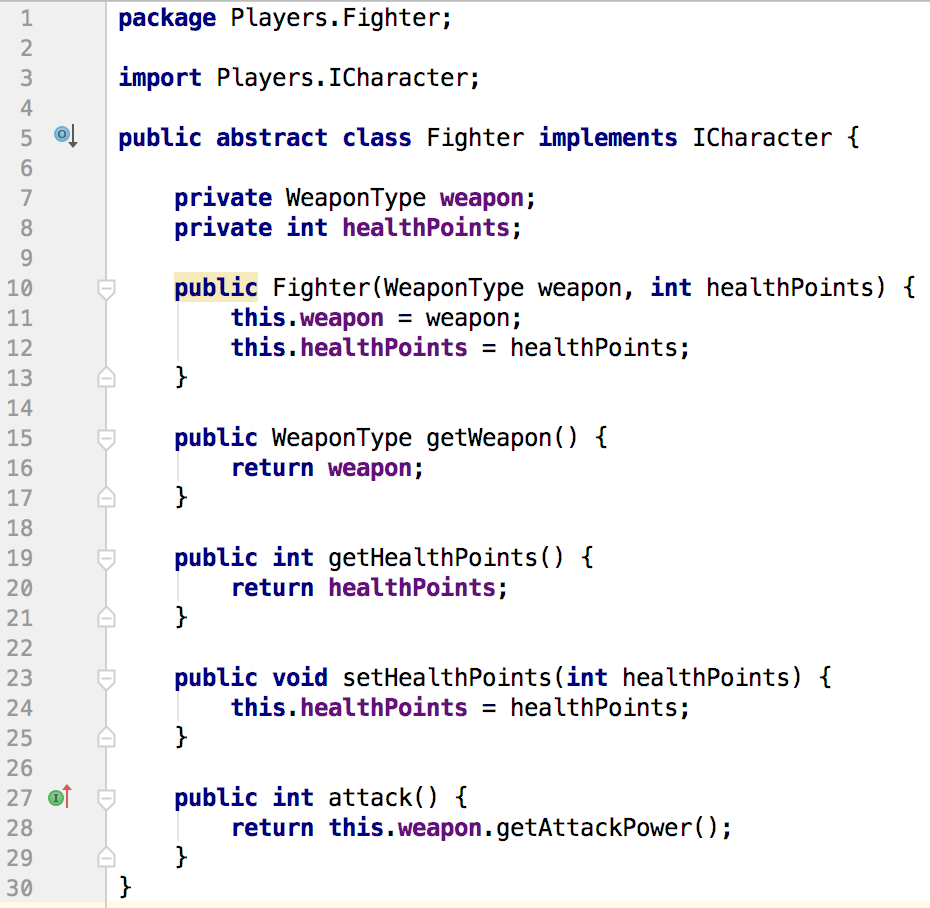 1 package Players.Fighter;
2
3 import Players.ICharacter;
4
5 public abstract class Fighter implements ICharacter {
6
7 private WeaponType weapon;
8 private int healthPoints;
9
10 public Fighter(WeaponType weapon, int healthPoints) {
11 this.weapon = weapon;
12 this.healthPoints = healthPoints;
13 }
14
15 public WeaponType getWeapon() {
16 return weapon;
17 }
18
19 public int getHealthPoints() {
20 return healthPoints;
21 }
22
23 public void setHealthPoints(int healthPoints) {
24 this.healthPoints = healthPoints;
25 }
26
27 public int attack() {
28 return this.weapon.getAttackPower();
29 }
30 }